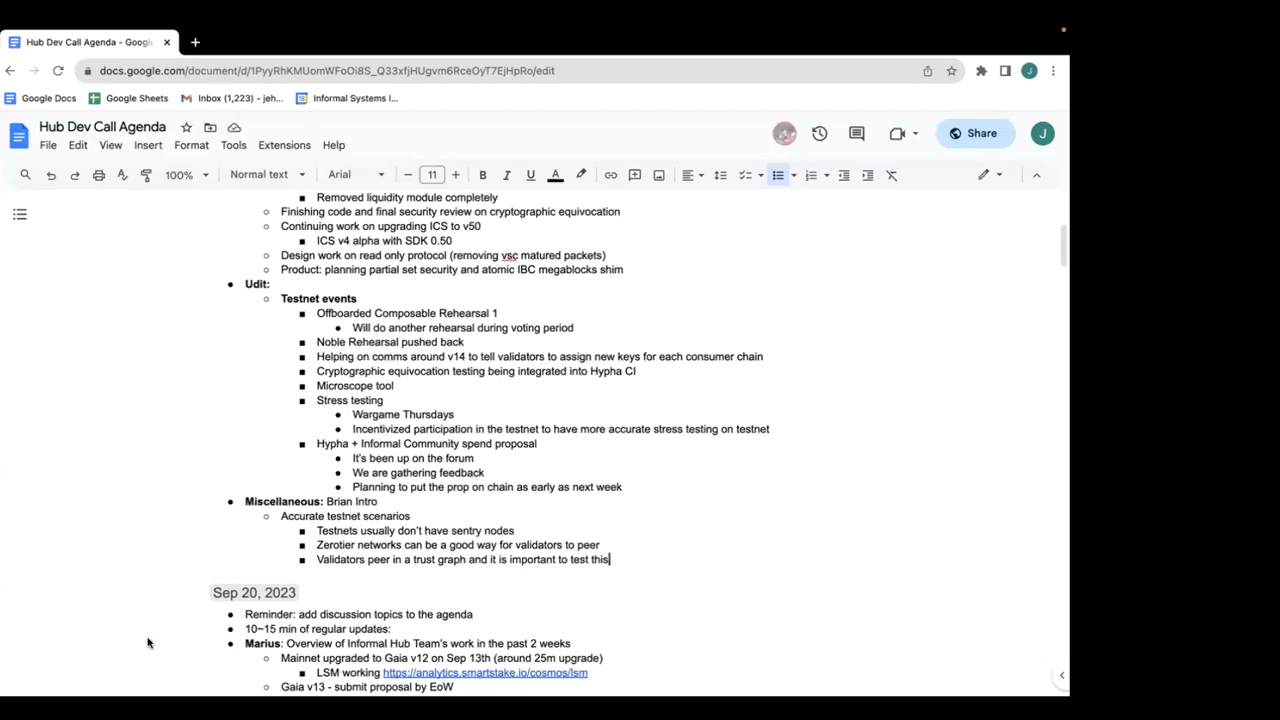 Hub Dev Call Agenda - Googl
docs.google.com/document/d/1PyyRhKMUomWFoOi8S_Q33xfjHUgvm6RceOyT7EjHpRo/edit
Google Docs Google Sheets Inbox (1,223) - jeh... Informal Systems I...
Hub Dev Call Agenda
File Edit View Insert Format Tools Extensions Help
Share
J
100% Normal text Arial 11
Removed liquidity module completely
Finishing code and final security review on cryptographic equivocation
Continuing work on upgrading ICS to v50
ICS v4 alpha with SDK 0.50
Design work on read only protocol (removing vsc matured packets)
Product: planning partial set security and atomic IBC megablocks shim
Udit:
Testnet events
Offboarded Composable Rehearsal 1
Will do another rehearsal during voting period
Noble Rehearsal pushed back
Helping on comms around v14 to tell validators to assign new keys for each consumer chain
Cryptographic equivocation testing being integrated into Hypha CI
Microscope tool
Stress testing
Wargame Thursdays
Incentivized participation in the testnet to have more accurate stress testing on testnet
Hypha + Informal Community spend proposal
It's been up on the forum
We are gathering feedback
Planning to put the prop on chain as early as next week
Miscellaneous: Brian Intro
Accurate testnet scenarios
Testnets usually don't have sentry nodes
Zerotier networks can be a good way for validators to peer
Validators peer in a trust graph and it is important to test this
Sep 20, 2023
Reminder: add discussion topics to the agenda
10~15 min of regular updates:
Marius: Overview of Informal Hub Team's work in the past 2 weeks
Mainnet upgraded to Gaia v12 on Sep 13th (around 25m upgrade)
LSM working https://analytics.smartstake.io/cosmos/lsm
Gaia v13 - submit proposal by EoW